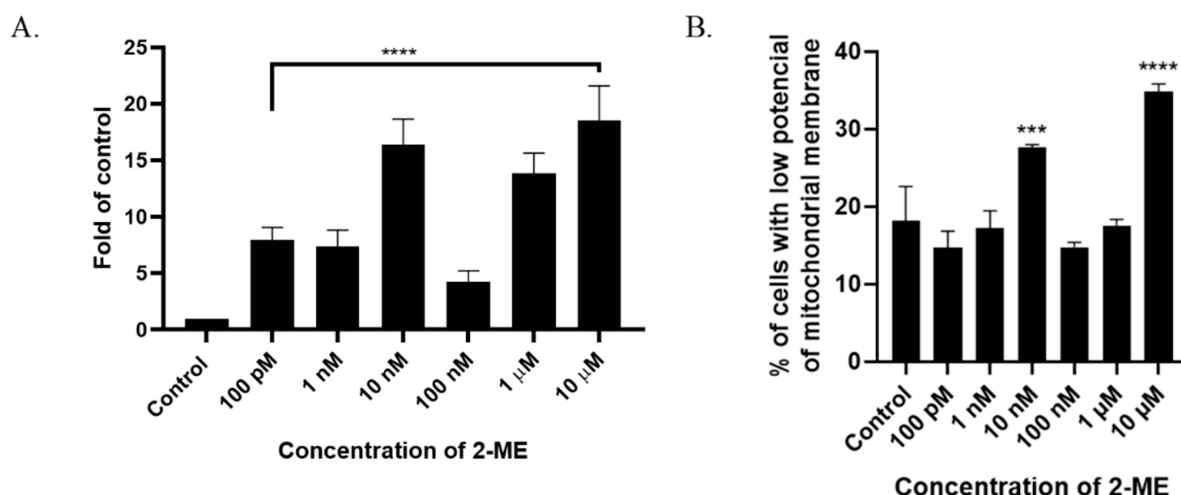 A.
Fold of control
25
20
15
10
5
0
****
Control
100 pM
1 nM
10 nM
100 nM
1 μM
10 μM
Concentration of 2-ME
B.
% of cells with low potencial
of mitochondrial membrane
40
30
20
10
0
***
****
Control
100 pM
1 nM
10 nM
100 nM
1 µM
10 µM
Concentration of 2-ME